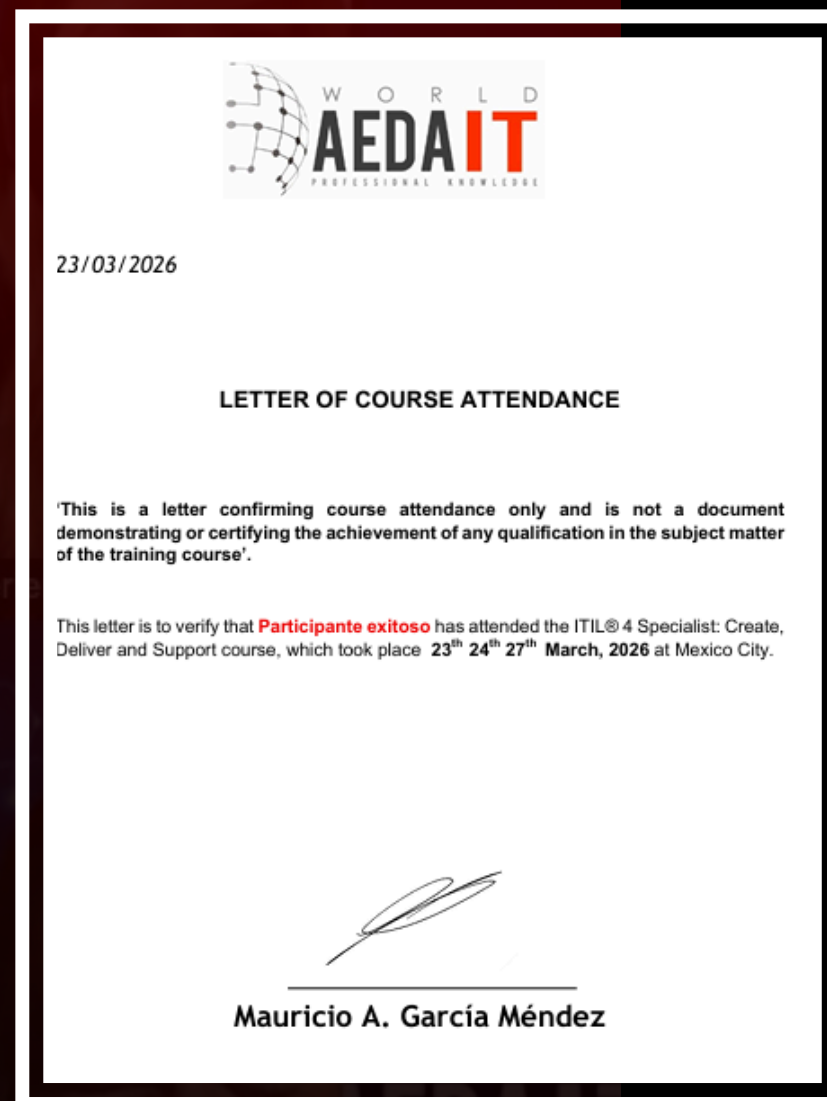 WORLD
AEDAIT
PROFESSIONAL KNOWLEDGE
23/03/2026
LETTER OF COURSE ATTENDANCE
'This is a letter confirming course attendance only and is not a document
demonstrating or certifying the achievement of any qualification in the subject matter
of the training course'.
This letter is to verify that Participante exitoso has attended the ITIL® 4 Specialist: Create,
Deliver and Support course, which took place 23th 24th 27th March, 2026 at Mexico City.
Mauricio A. García Méndez